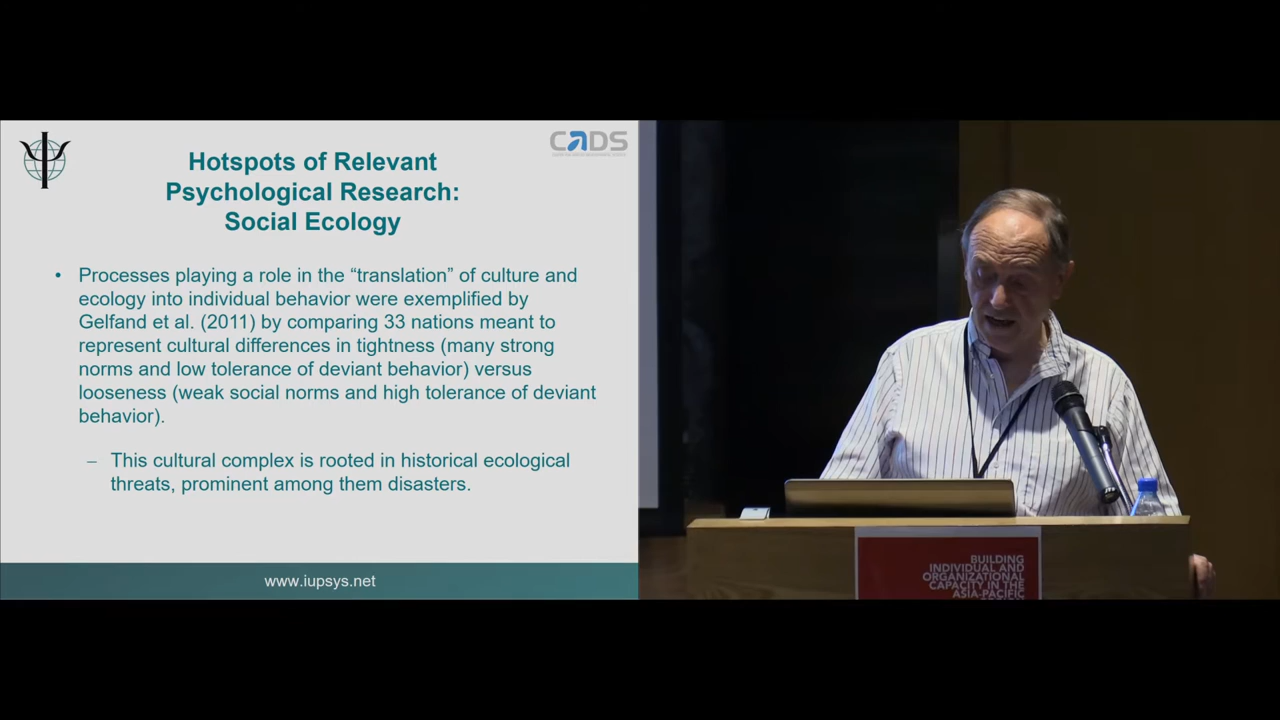 CADS
Hotspots of Relevant
Psychological Research:
Social Ecology
• Processes playing a role in the “translation” of culture and
ecology into individual behavior were exemplified by
Gelfand et al. (2011) by comparing 33 nations meant to
represent cultural differences in tightness (many strong
norms and low tolerance of deviant behavior) versus
looseness (weak social norms and high tolerance of deviant
behavior).
– This cultural complex is rooted in historical ecological
threats, prominent among them disasters.
www.iupsys.net
BUILDING
INDIVIDUAL AND
ORGANIZATIONAL
CAPACITY IN THE
ASIA-PACIFIC